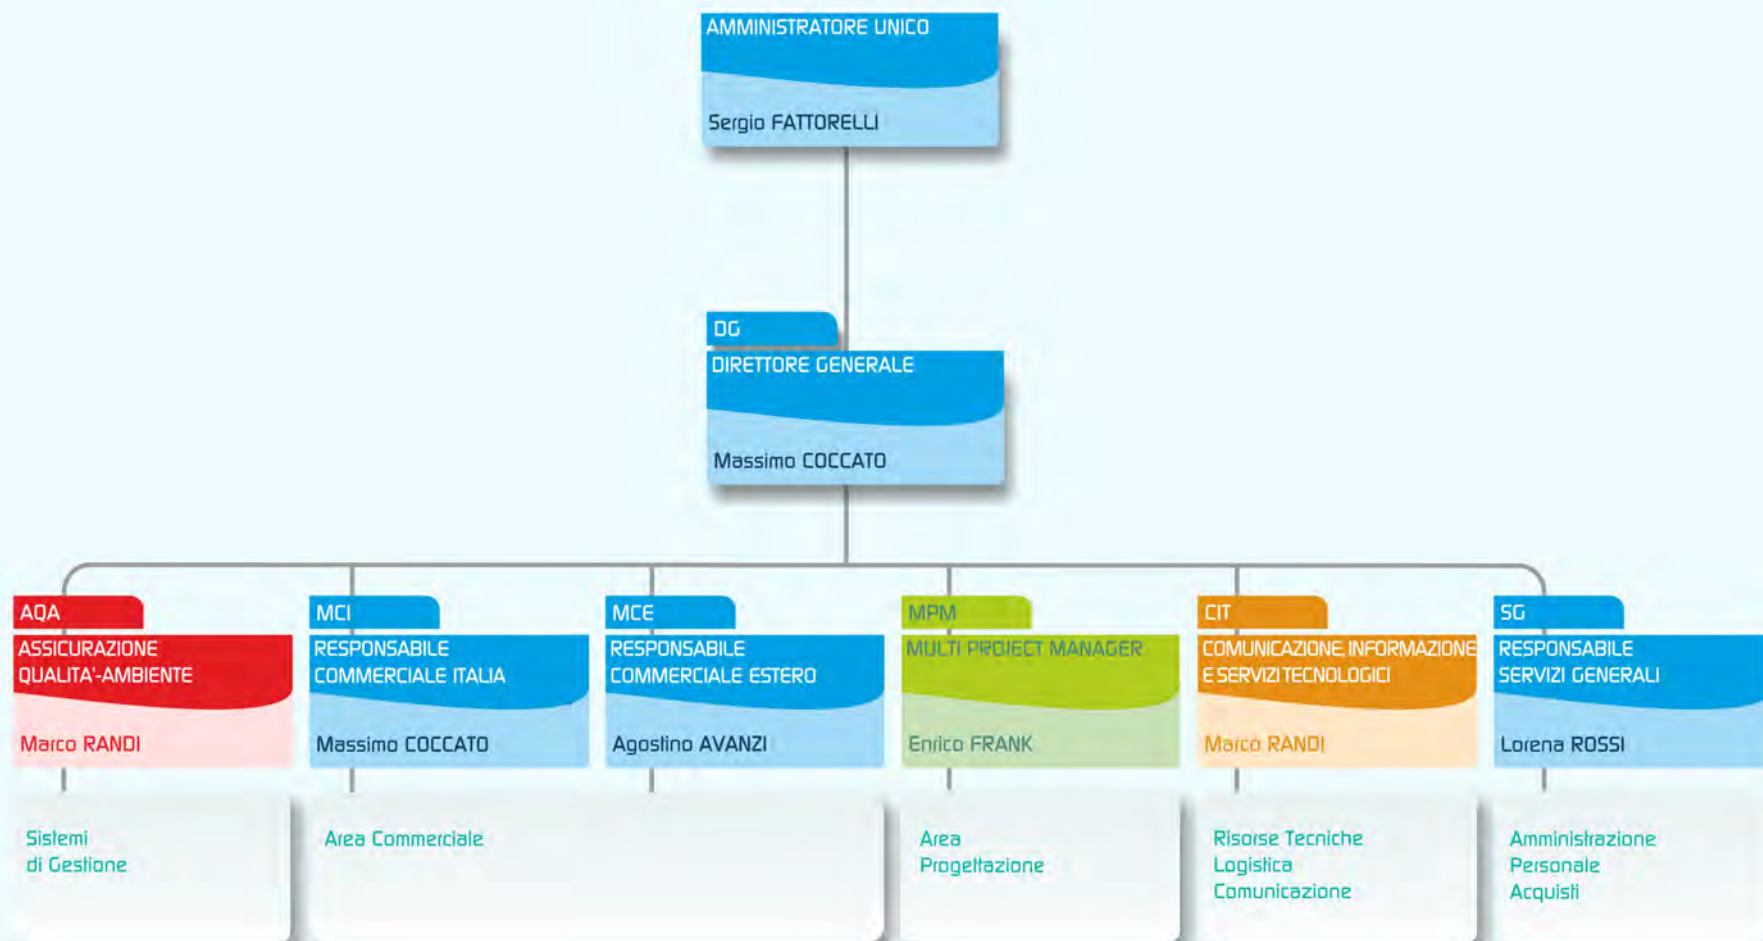 AMMINISTRATORE UNICO
Sergio FATTORELLI
DG
DIRETTORE GENERALE
Massimo COCCATO
AQA
ASSICURAZIONE
QUALITA'-AMBIENTE
Marco RANDI
MCI
RESPONSABILE
COMMERCIALE ITALIA
Massimo COCCATO
MCE
RESPONSABILE
COMMERCIALE ESTERO
Agostino AVANZI
MPM
MULTI PROJECT MANAGER
Enrico FRANK
CIT
COMUNICAZIONE, INFORMAZIONE
E SERVIZI TECNOLOGICI
Marco RANDI
SG
RESPONSABILE
SERVIZI GENERALI
Lorena ROSSI
Sistemi
di Gestione
Area Commerciale
Area
Progettazione
Risorse Tecniche
Logistica
Comunicazione
Amministrazione
Personale
Acquisti